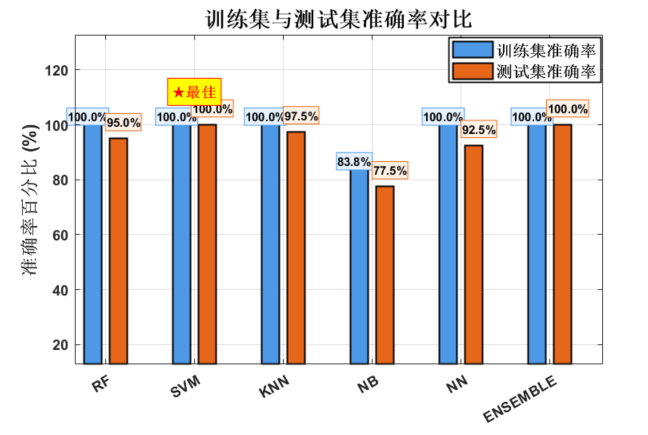 训练集与测试集准确率对比
训练集准确率
测试集准确率
★最佳
准确率百分比 (%)
120
100
80
60
40
20
100.0%
95.0%
100.0%
100.0%
100.0%
97.5%
83.8%
77.5%
100.0%
92.5%
100.0%
100.0%
RF
SVM
KNN
NB
NN
ENSEMBLE